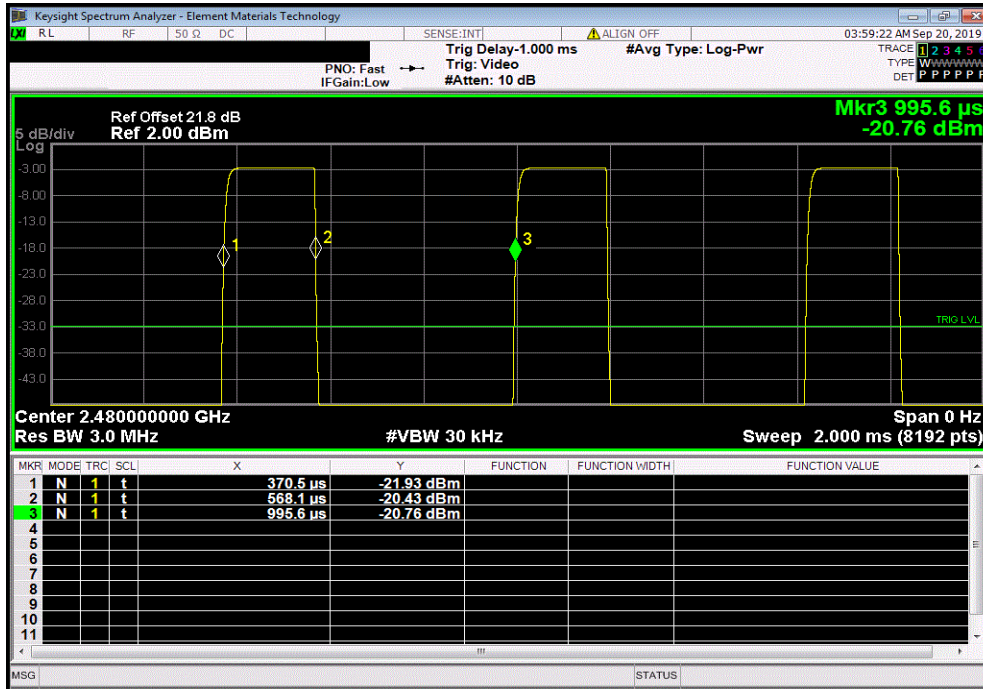 Keysight Spectrum Analyzer - Element Materials Technology
LXI RL RF 50 Ω DC SENSE:INT ALIGN OFF 03:59:22 AM Sep 20, 2019
Trig Delay-1.000 ms #Avg Type: Log-Pwr TRACE 1 2 3 4 5 6
PNO: Fast Trig: Video TYPE WWWWWW
IFGain:Low #Atten: 10 dB DET P P P P P P
Mkr3 995.6 µs
-20.76 dBm
Ref Offset 21.8 dB
5 dB/div Ref 2.00 dBm
Log
-3.00
-8.00
-13.0
-18.0
-23.0
-28.0
-33.0
-38.0
-43.0
1
2
3
TRIG LVL
Center 2.480000000 GHz Span 0 Hz
Res BW 3.0 MHz #VBW 30 kHz Sweep 2.000 ms (8192 pts)
MKR MODE TRC SCL X Y FUNCTION FUNCTION WIDTH FUNCTION VALUE
1 N 1 t 370.5 µs -21.93 dBm
2 N 1 t 568.1 µs -20.43 dBm
3 N 1 t 995.6 µs -20.76 dBm
4
5
6
7
8
9
10
11
MSG STATUS